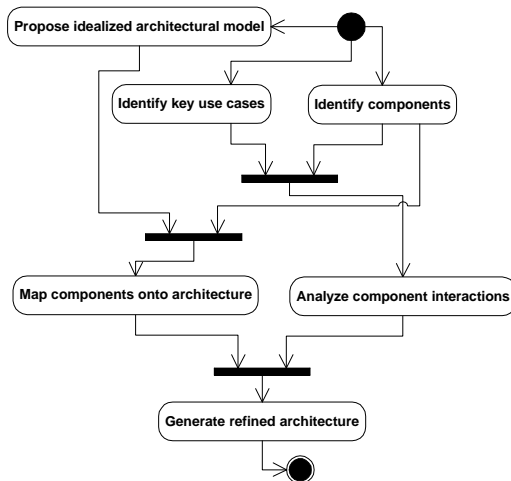 Propose idealized architectural model
Identify key use cases
Identify components
Map components onto architecture
Analyze component interactions
Generate refined architecture